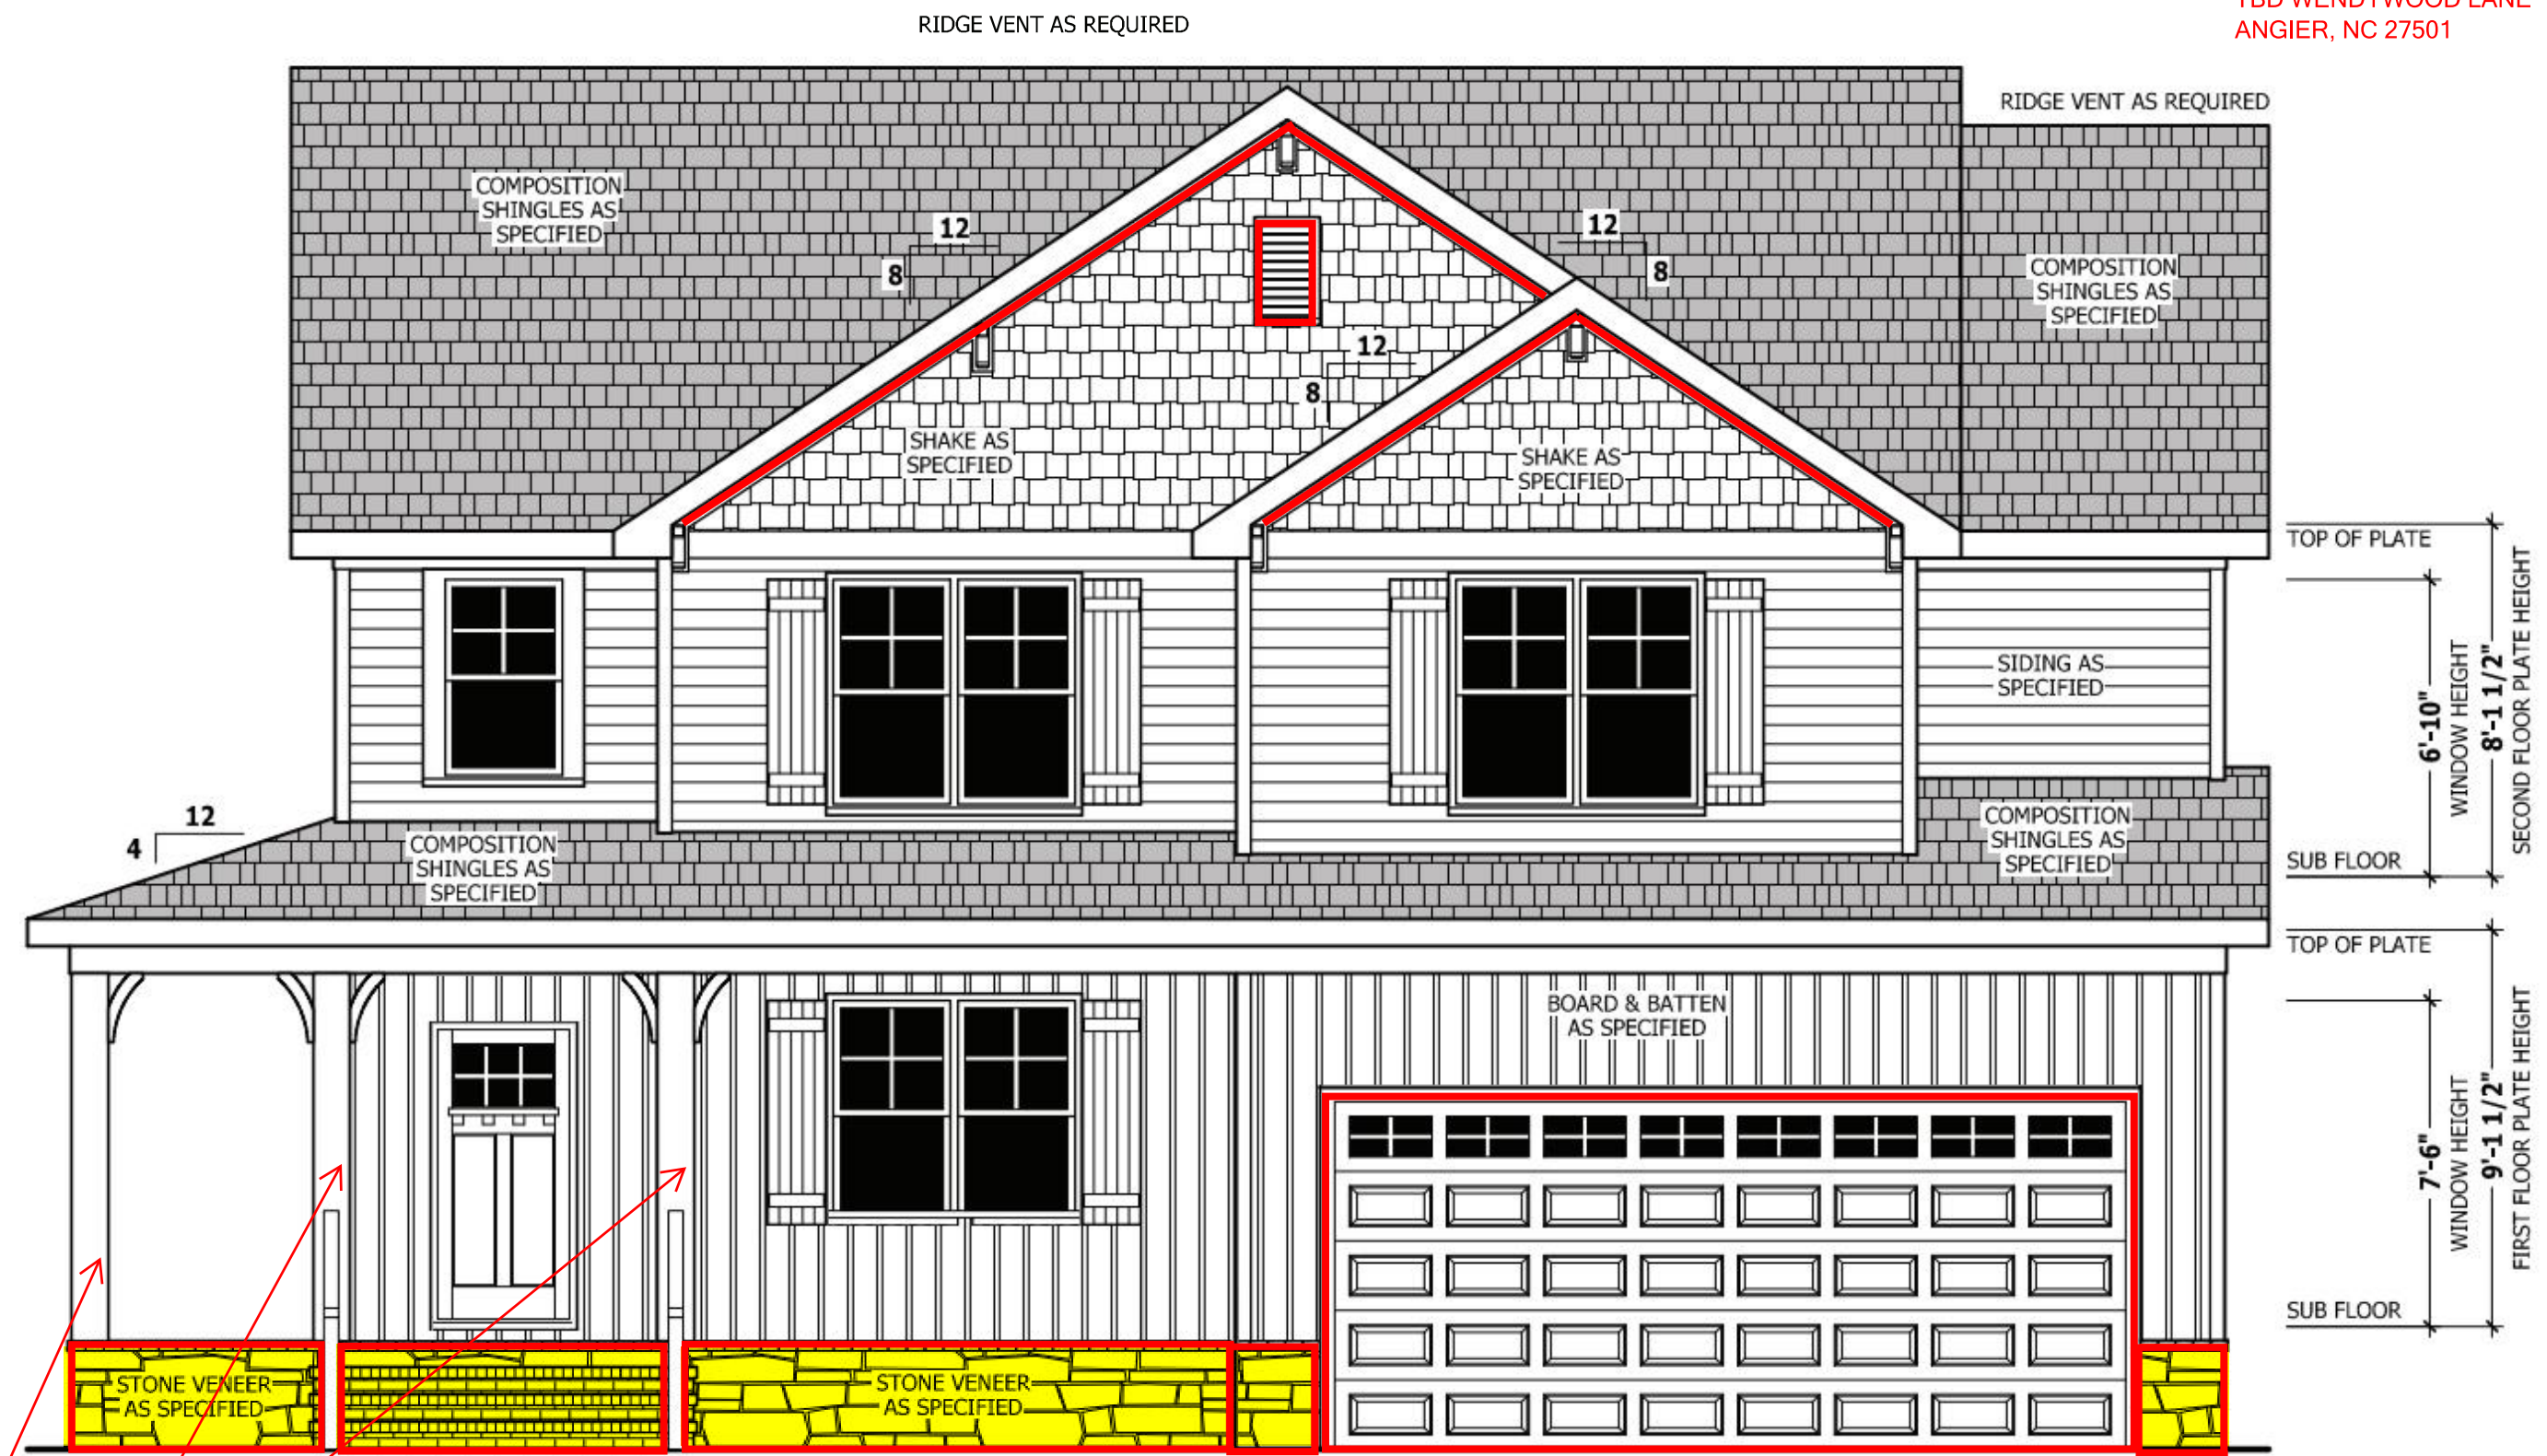 RIDGE VENT AS REQUIRED
TBD WENDYWOOD LANE
ANGIER, NC 27501
RIDGE VENT AS REQUIRED
COMPOSITION
SHINGLES AS
SPECIFIED
12
8
12
8
COMPOSITION
SHINGLES AS
SPECIFIED
12
8
SHAKE AS
SPECIFIED
SHAKE AS
SPECIFIED
TOP OF PLATE
SIDING AS
SPECIFIED
6'-10"
WINDOW HEIGHT
8'-1 1/2"
SECOND FLOOR PLATE HEIGHT
12
4
COMPOSITION
SHINGLES AS
SPECIFIED
COMPOSITION
SHINGLES AS
SPECIFIED
SUB FLOOR
TOP OF PLATE
BOARD & BATTEN
AS SPECIFIED
7'-6"
WINDOW HEIGHT
9'-1 1/2"
FIRST FLOOR PLATE HEIGHT
SUB FLOOR
STONE VENEER
AS SPECIFIED
STONE VENEER
AS SPECIFIED